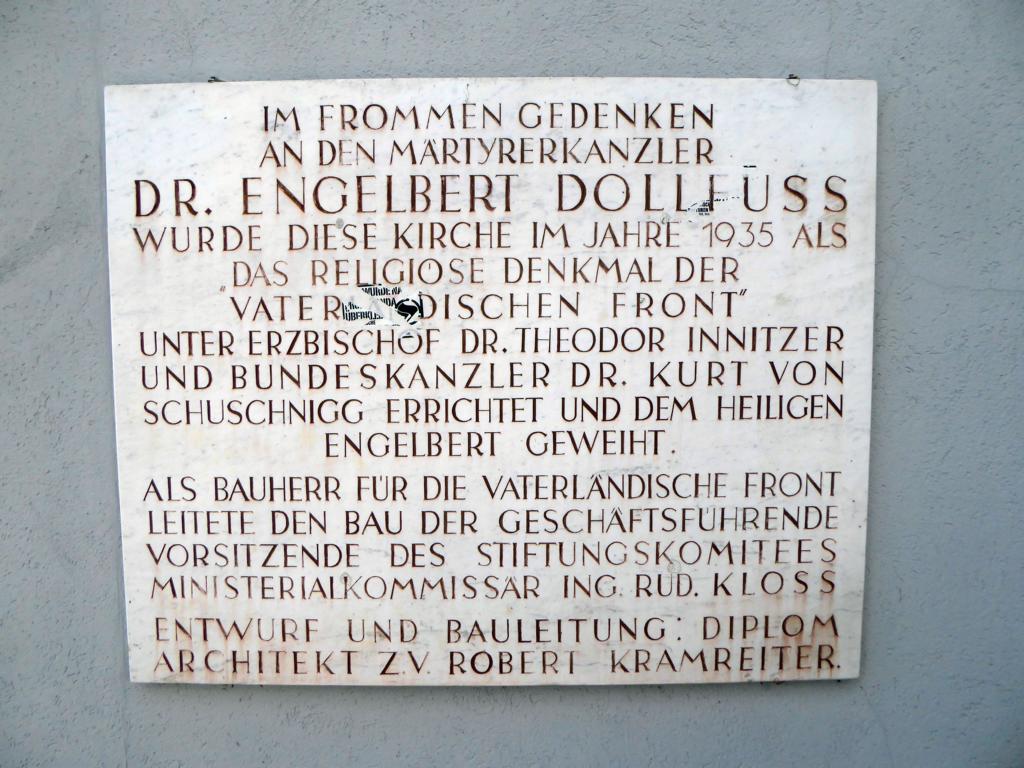 IM FROMMEN GEDENKEN
AN DEN MÄRTYRERKANZLER
DR. ENGELBERT DOLLFUSS
WURDE DIESE KIRCHE IM JAHRE 1935 ALS
"DAS RELIGIÖSE DENKMAL DER
"VATERLÄNDISCHEN FRONT"
UNTER ERZBISCHOF DR. THEODOR INNITZER
UND BUNDESKANZLER DR. KURT VON
SCHUSCHNIGG ERRICHTET UND DEM HEILIGEN
ENGELBERT GEWEIHT.
ALS BAUHERR FÜR DIE VATERLÄNDISCHE FRONT
LEITETE DEN BAU DER GESCHÄFTSFÜHRENDE
VORSITZENDE DES STIFTUNGSKOMITEES
MINISTERIALKOMMISSÄR ING. RUD. KLOSS
ENTWURF UND BAULEITUNG: DIPLOM
ARCHITEKT Z.V. ROBERT KRAMREITER.